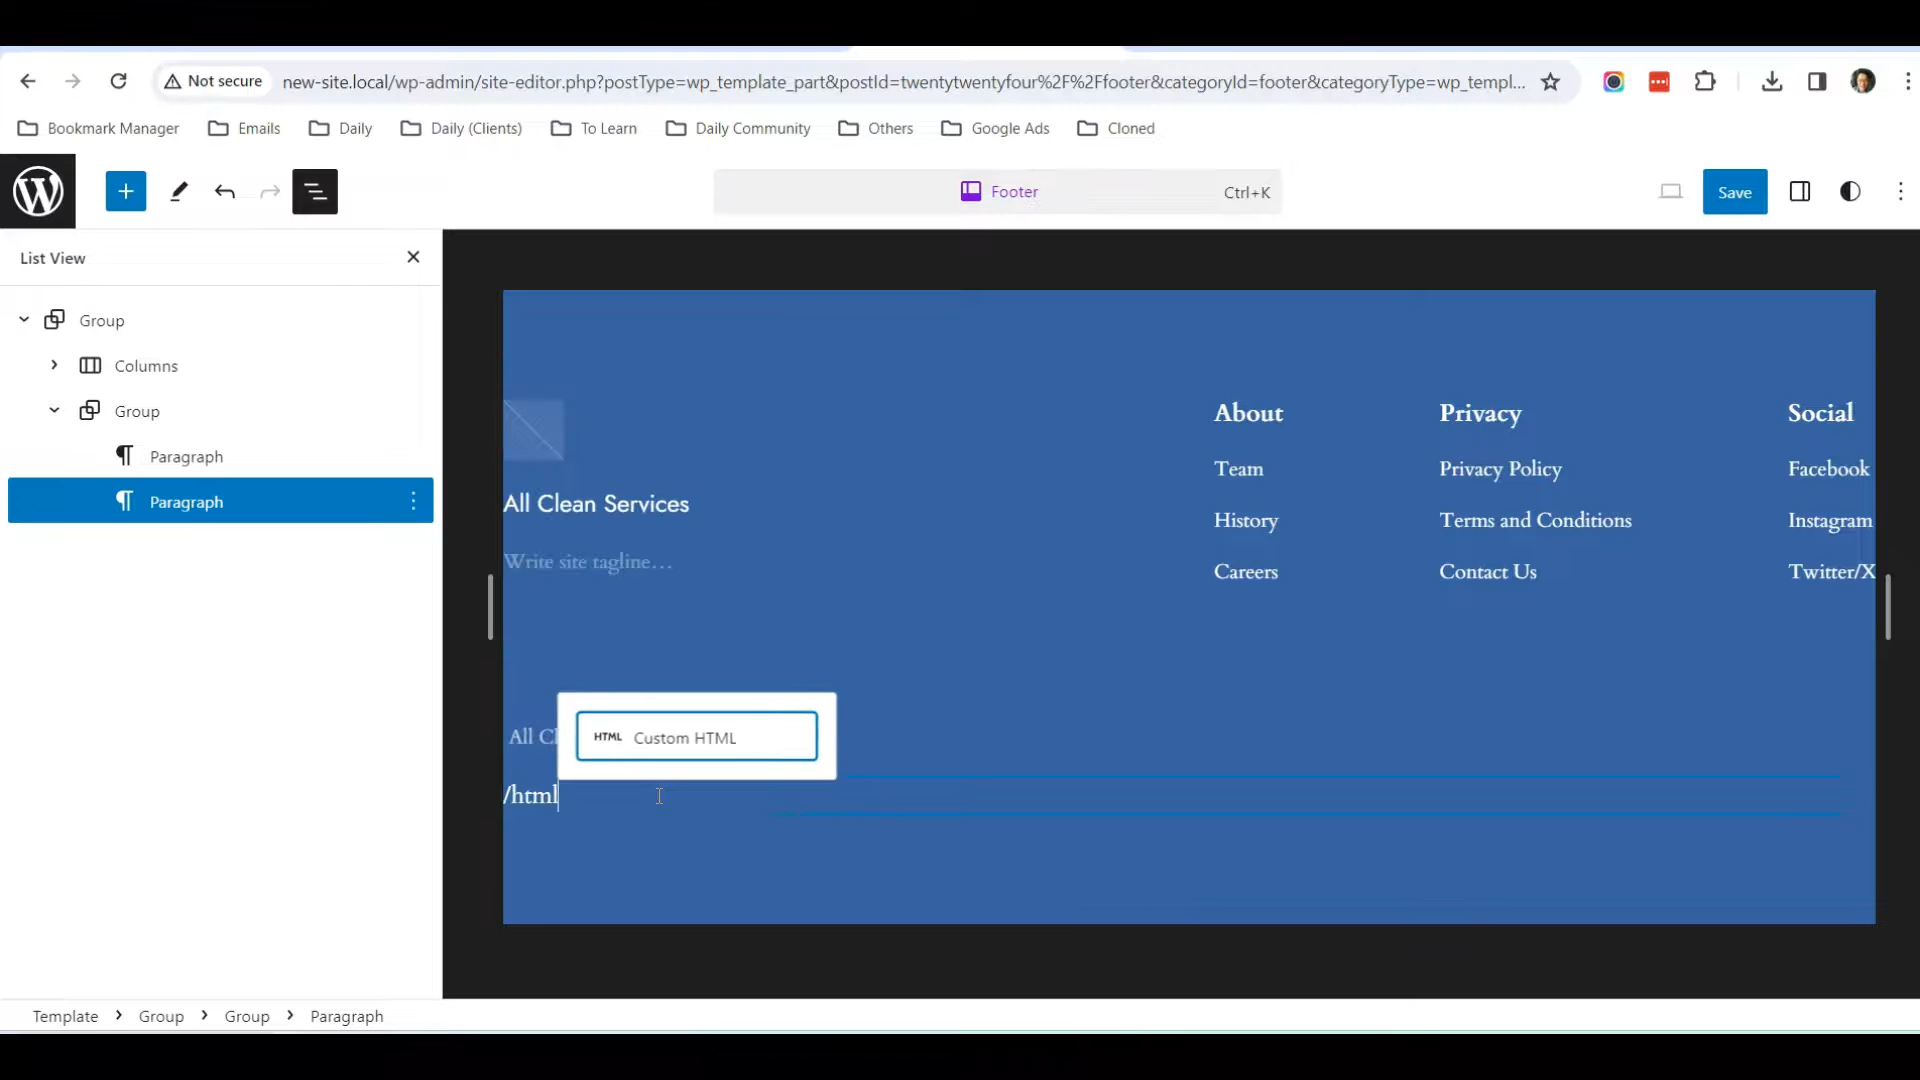 Not secure
new-site.local/wp-admin/site-editor.php?postType=wp_template_part&postId=twentytwentyfour%2F%2Ffooter&categoryId=footer&categoryType=wp_templ...
Bookmark Manager
Emails
Daily
Daily (Clients)
To Learn
Daily Community
Others
Google Ads
Cloned
Footer
Ctrl+K
Save
List View
Group
Columns
Group
Paragraph
Paragraph
All Clean Services
Write site tagline...
About
Team
History
Careers
Privacy
Privacy Policy
Terms and Conditions
Contact Us
Social
Facebook
Instagram
Twitter/X
All Cl
HTML Custom HTML
/html
Template > Group > Group > Paragraph